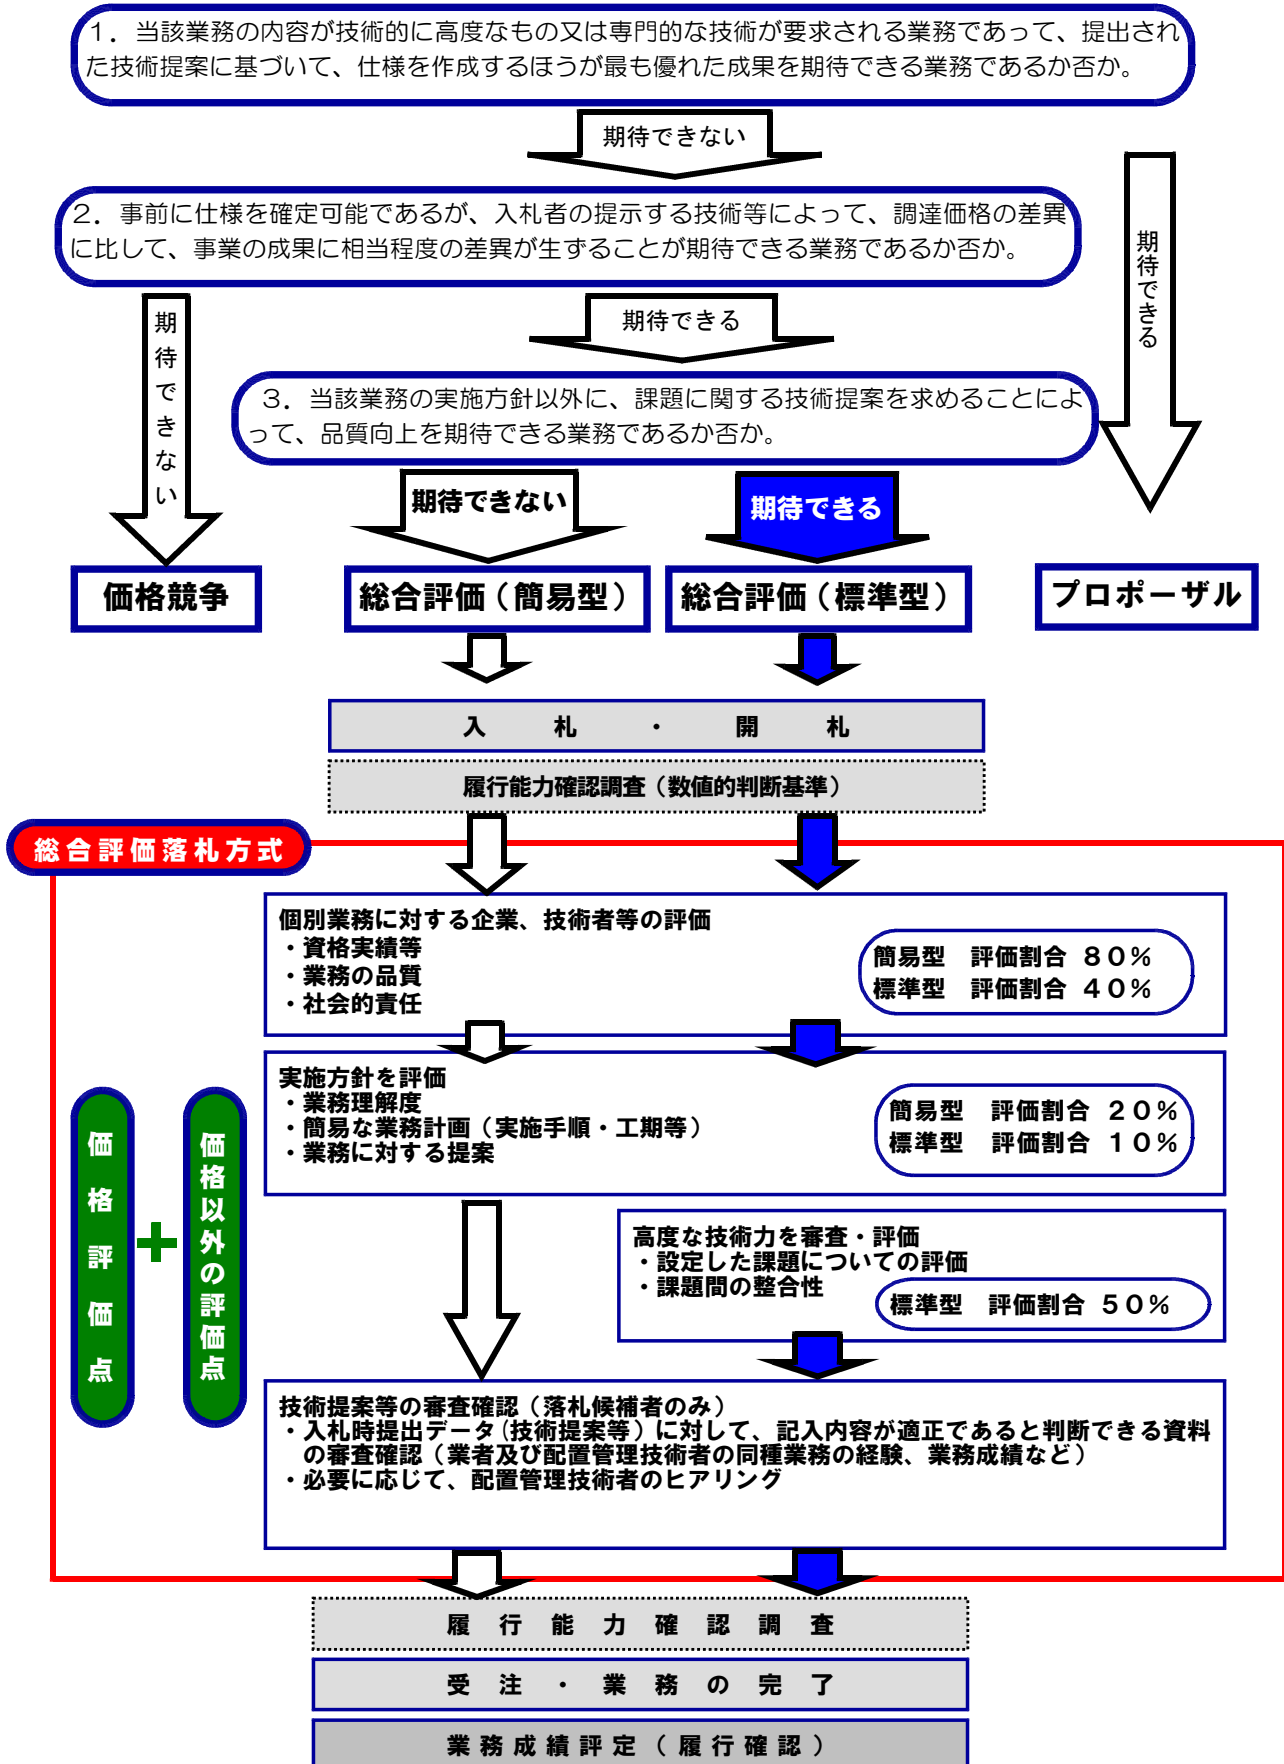 １．当該業務の内容が技術的に高度なもの又は専門的な技術が要求される業務であって、提出され
た技術提案に基づいて、仕様を作成するほうが最も優れた成果を期待できる業務であるか否か。
期待できない
期待できる
２．事前に仕様を確定可能であるが、入札者の提示する技術等によって、調達価格の差異
に比して、事業の成果に相当程度の差異が生ずることが期待できる業務であるか否か。
期待できない
期待できる
３．当該業務の実施方針以外に、課題に関する技術提案を求めることによ
って、品質向上を期待できる業務であるか否か。
期待できない
期待できる
価格競争
総合評価（簡易型）
総合評価（標準型）
プロポーザル
入札・開札
履行能力確認調査（数値的判断基準）
総合評価落札方式
個別業務に対する企業、技術者等の評価
・資格実績等
・業務の品質
・社会的責任
簡易型　評価割合 ８０％
標準型　評価割合 ４０％
実施方針を評価
・業務理解度
・簡易な業務計画（実施手順・工期等）
・業務に対する提案
簡易型　評価割合 ２０％
標準型　評価割合 １０％
価格評価点
＋
価格以外の評価点
高度な技術力を審査・評価
・設定した課題についての評価
・課題間の整合性
標準型　評価割合 ５０％
技術提案等の審査確認（落札候補者のみ）
・入札時提出データ（技術提案等）に対して、記入内容が適正であると判断できる資料
の審査確認（業者及び配置管理技術者の同種業務の経験、業務成績など）
・必要に応じて、配置管理技術者のヒアリング
履行能力確認調査
受注・業務の完了
業務成績評定（履行確認）